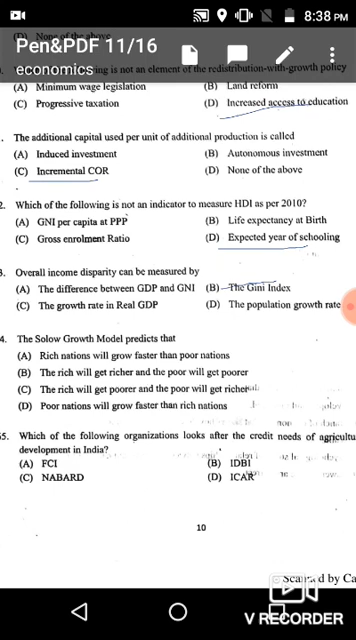 8:38 PM
(D) None of the above
Pen&PDF 11/16
economics
is not an element of the redistribution-with-growth policy
(A) Minimum wage legislation (B) Land reform
(C) Progressive taxation (D) Increased access to education
. The additional capital used per unit of additional production is called
(A) Induced investment (B) Autonomous investment
(C) Incremental COR (D) None of the above
2. Which of the following is not an indicator to measure HDI as per 2010?
(A) GNI per capita at PPP (B) Life expectancy at Birth
(C) Gross enrolment Ratio (D) Expected year of schooling
3. Overall income disparity can be measured by
(A) The difference between GDP and GNI (B) The Gini Index
(C) The growth rate in Real GDP (D) The population growth rate
4. The Solow Growth Model predicts that
(A) Rich nations will grow faster than poor nations
(B) The rich will get richer and the poor will get poorer
(C) The rich will get poorer and the poor will get richer
(D) Poor nations will grow faster than rich nations
55. Which of the following organizations looks after the credit needs of agricultu
development in India?
(A) FCI (B) IDBI
(C) NABARD (D) ICAR
10
Scanned by Ca
V RECORDER